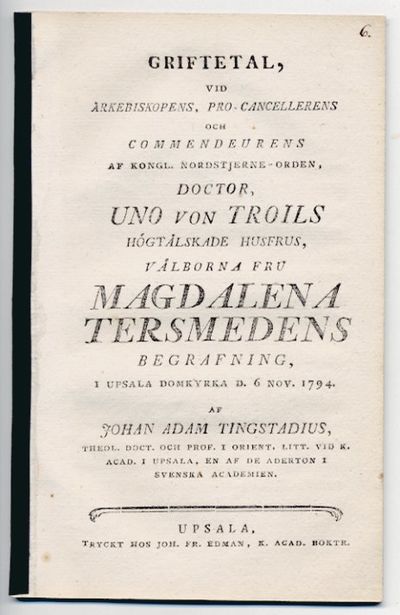 6.
GRIFTETAL,
VID
ÄRKEBISKOPENS, PRO-CANCELLERENS
OCH
COMMENDEURENS
AF KONGL. NORDSTJERNE-ORDEN,
DOCTOR,
UNO VON TROILS
HÖGTÄLSKADE HUSFRUS,
VÄLBORNA FRU
MAGDALENA
TERSMEDENS
BEGRAFNING,
I UPSALA DOMKYRKA D. 6 NOV. 1794.
AF
JOHAN ADAM TINGSTADIUS,
THEOL. DOCT. OCH PROF. I ORIENT. LITT. VID K.
ACAD. I UPSALA, EN AF DE ADERTON I
SVENSKA ACADEMIEN.
UPSALA,
TRYCKT HOS JOH. FR. EDMAN, K. ACAD. BOKTR.